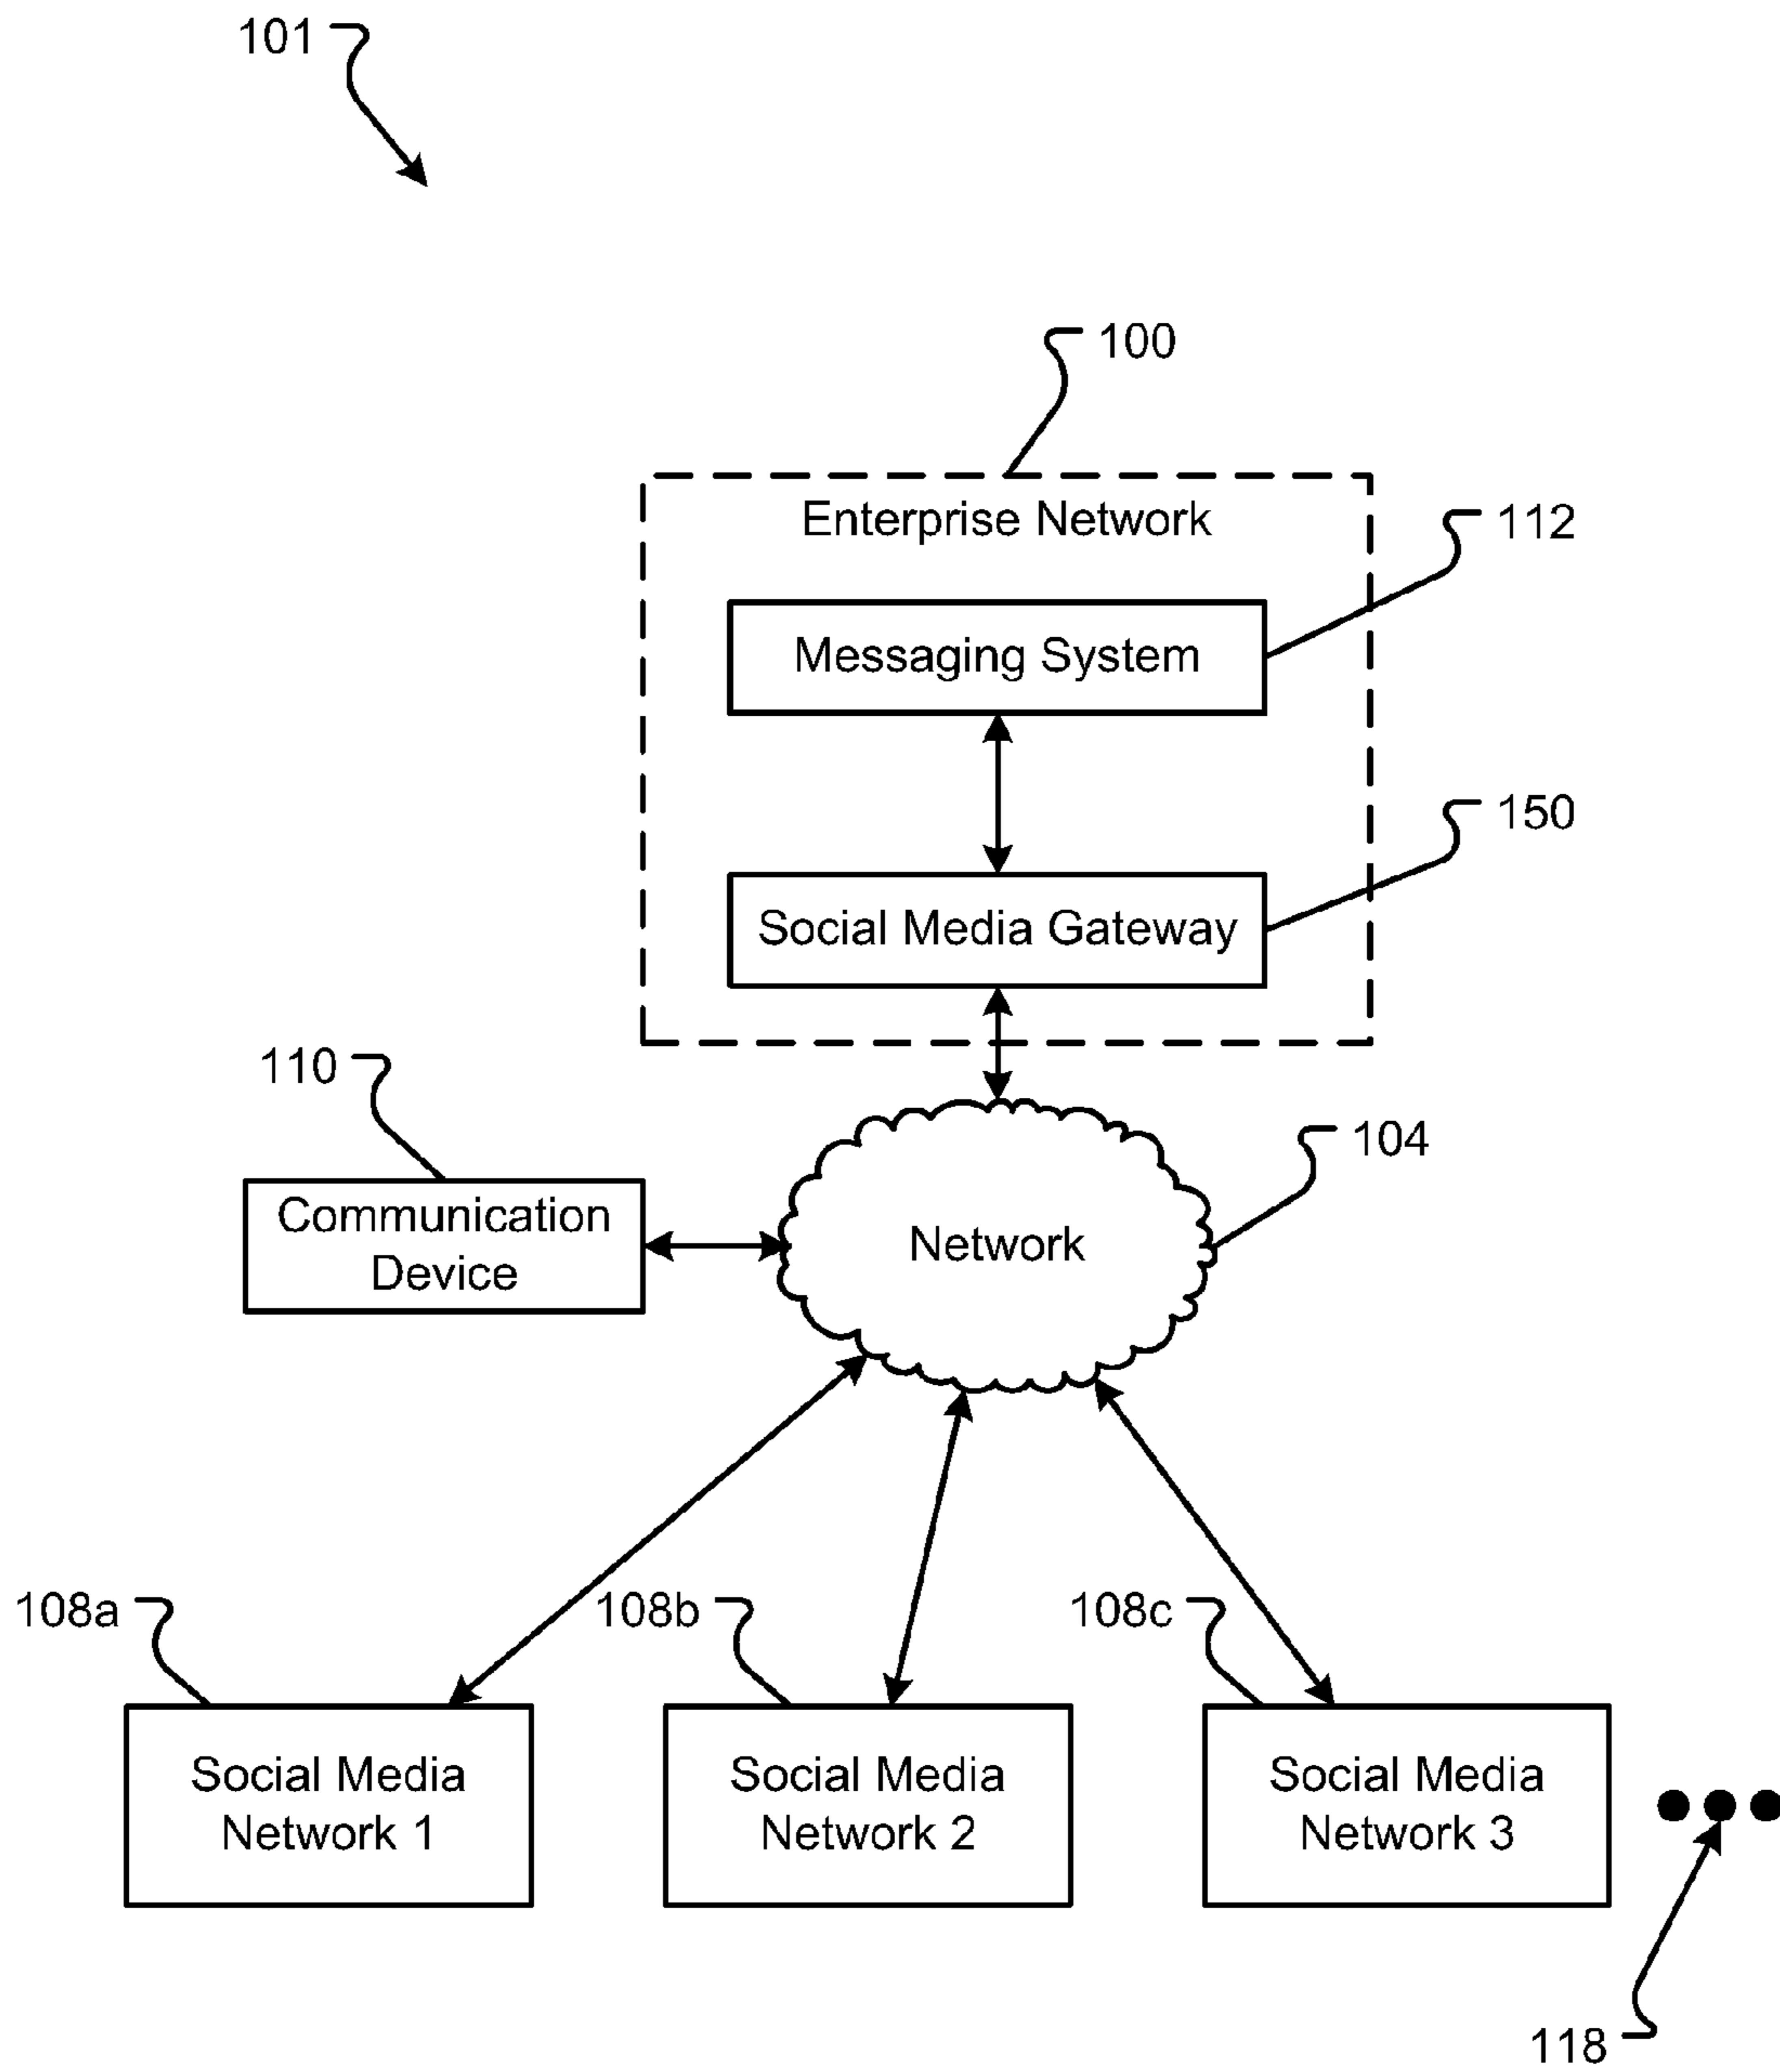 101
100
Enterprise Network
112
Messaging System
150
Social Media Gateway
110
104
Communication
Device
Network
108a
108b
108c
Social Media
Network 1
Social Media
Network 2
Social Media
Network 3
118